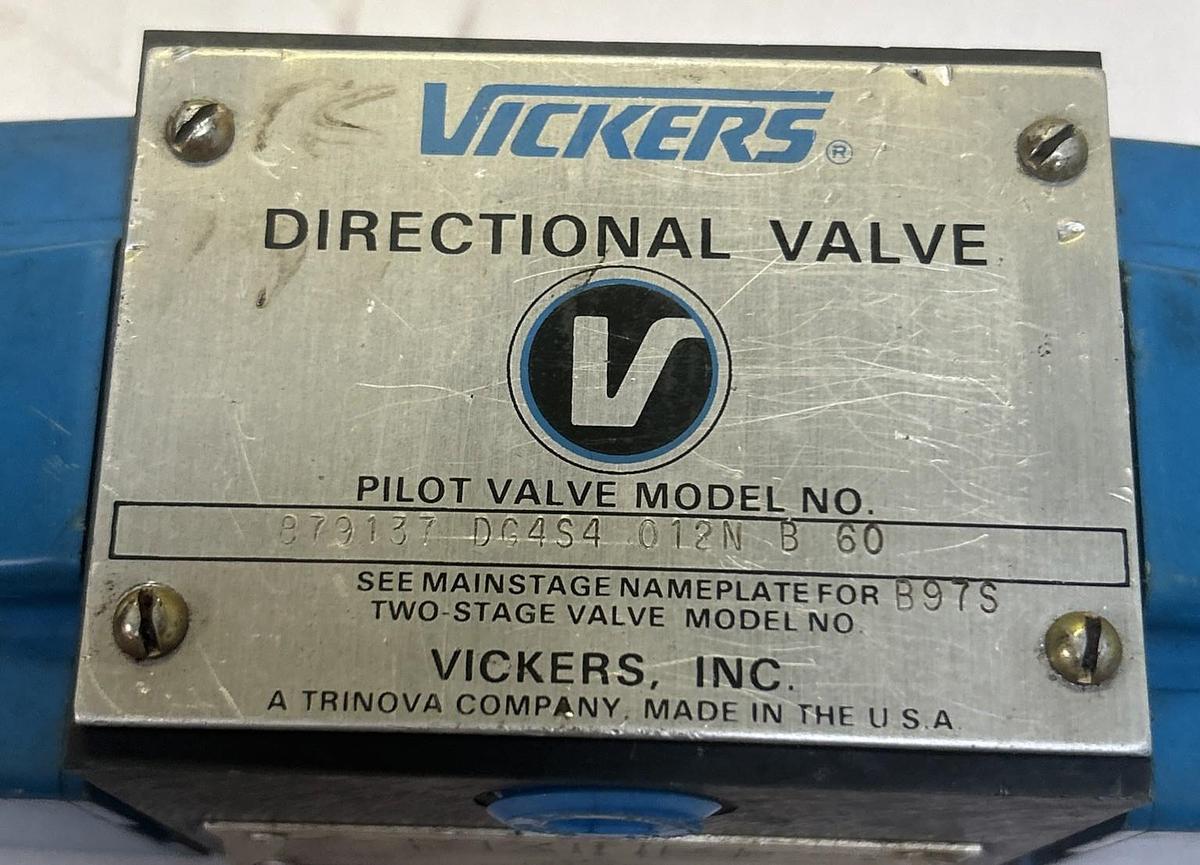 VICKERS®
DIRECTIONAL VALVE
V
PILOT VALVE MODEL NO.
879137 DG4S4 012N B 60
SEE MAINSTAGE NAMEPLATE FOR B97S
TWO-STAGE VALVE MODEL NO.
VICKERS, INC.
A TRINOVA COMPANY, MADE IN THE U.S.A.